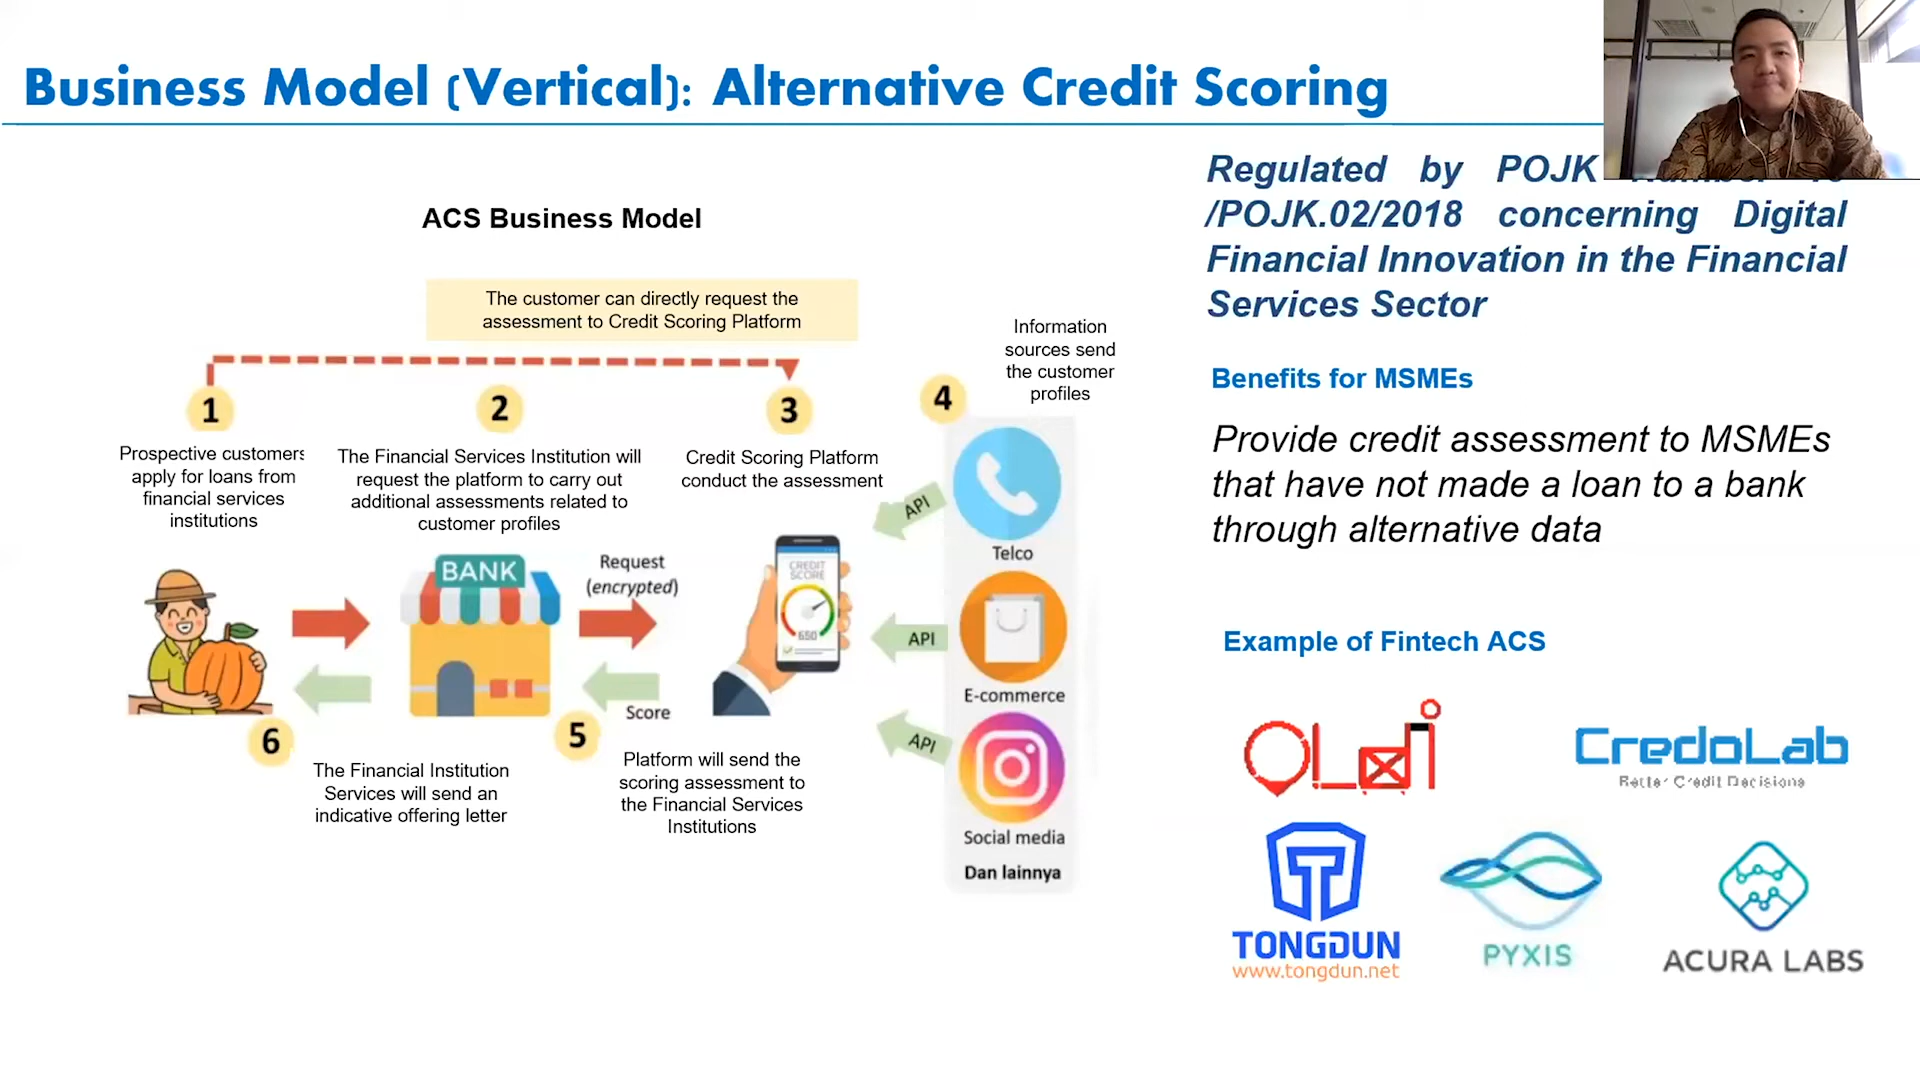 Business Model (Vertical): Alternative Credit Scoring
Regulated by POJK
/POJK.02/2018 concerning Digital
Financial Innovation in the Financial
Services Sector
ACS Business Model
The customer can directly request the
assessment to Credit Scoring Platform
1
Prospective customers
apply for loans from
financial services
institutions
2
The Financial Services Institution will
request the platform to carry out
additional assessments related to
customer profiles
3
Credit Scoring Platform
conduct the assessment
4
Information
sources send
the customer
profiles
BANK
Request
(encrypted)
Score
CREDIT
SCORE
650
API
API
API
Telco
E-commerce
Social media
Dan lainnya
5
Platform will send the
scoring assessment to
the Financial Services
Institutions
6
The Financial Institution
Services will send an
indicative offering letter
Benefits for MSMEs
Provide credit assessment to MSMEs
that have not made a loan to a bank
through alternative data
Example of Fintech ACS
CredoLab
Better Credit Decisions
TONGDUN
www.tongdun.net
PYXIS
ACURA LABS